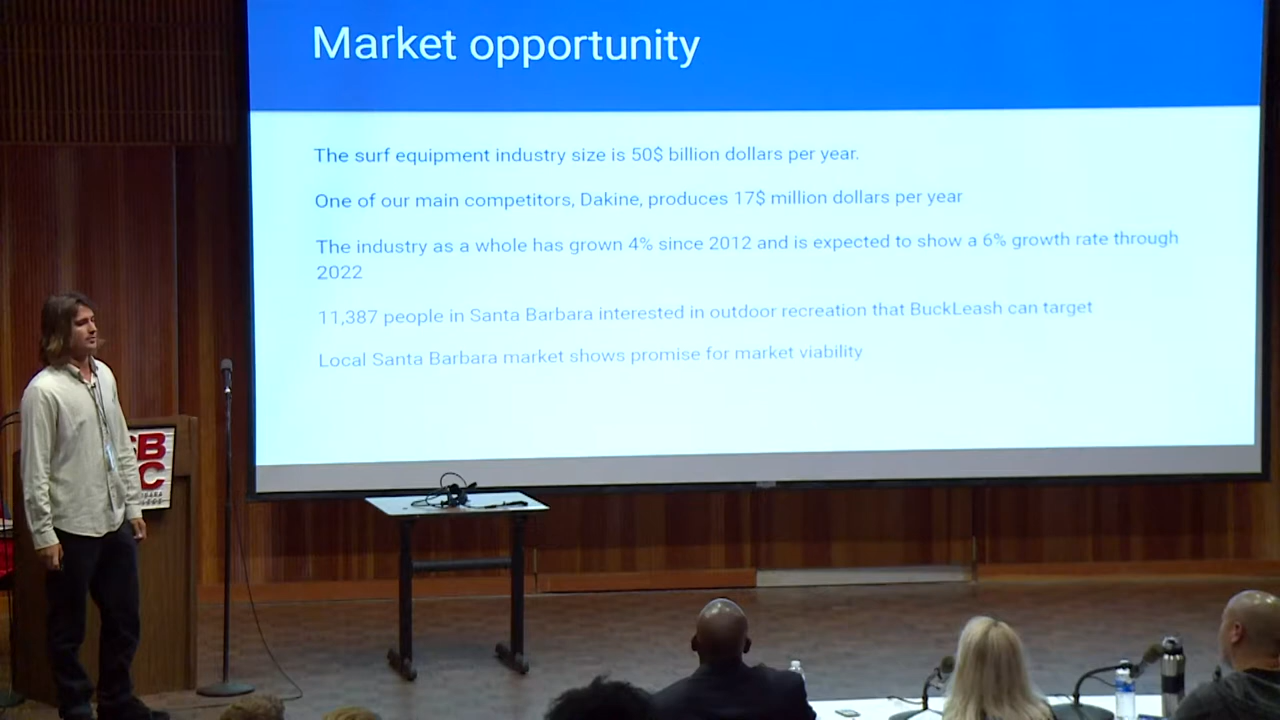 Market opportunity
The surf equipment industry size is 50$ billion dollars per year.
One of our main competitors, Dakine, produces 17$ million dollars per year
The industry as a whole has grown 4% since 2012 and is expected to show a 6% growth rate through
2022
11,387 people in Santa Barbara interested in outdoor recreation that BuckLeash can target
Local Santa Barbara market shows promise for market viability
SB
C